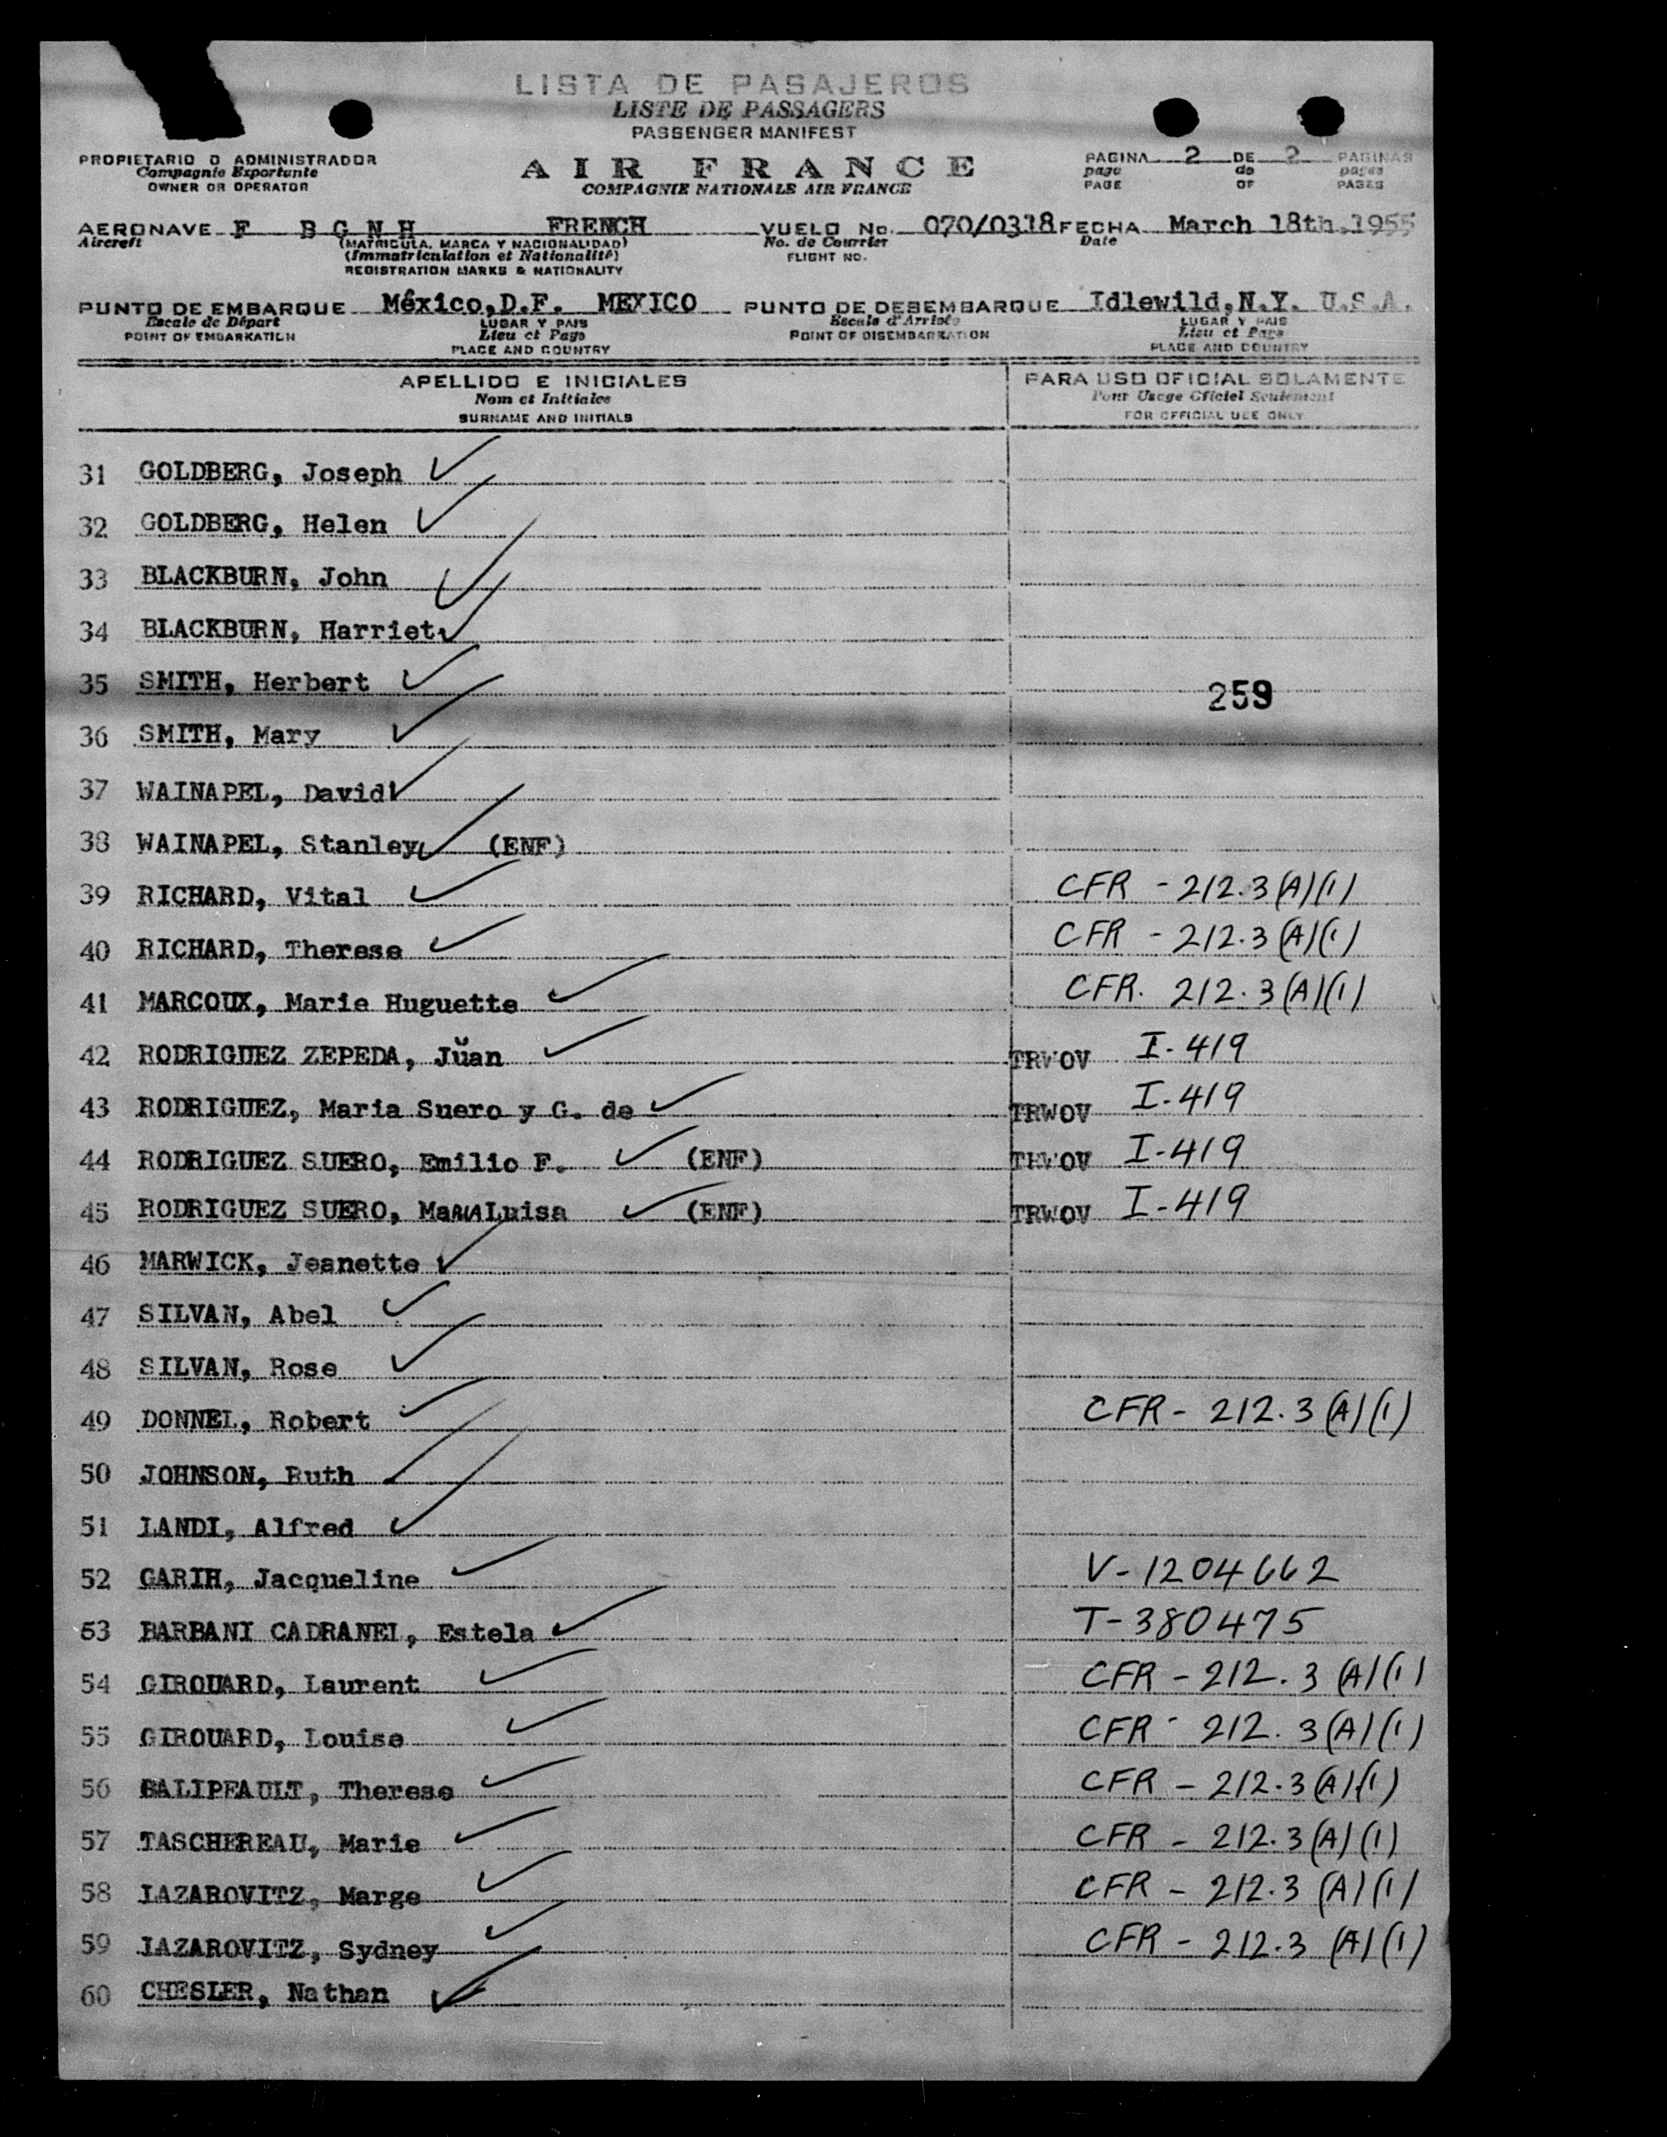 LISTA DE PASAJEROS
LISTE DE PASSAGERS
PASSENGER MANIFEST
PROPIETARIO O ADMINISTRADOR
Compagnie Exportante
OWNER OR OPERATOR
AIR FRANCE
COMPAGNIE NATIONALE AIR FRANCE
PAGINA 2 DE 2 PAGINAS
page de pages
PAGE OF PAGES
AERONAVE F B G N H FRENCH VUELO No. 070/0318 FECHA March 18th.1955
Aircraft (MATRICULA, MARCA Y NACIONALIDAD) No. de Courrier Date
(Immatriculation et Nationalité) FLIGHT NO.
REGISTRATION MARKS & NATIONALITY
PUNTO DE EMBARQUE México,D.F. MEXICO PUNTO DE DESEMBARQUE Idlewild,N.Y. U.S.A.
Escale de Départ LUGAR Y PAIS Escale d'Arrivée LUGAR Y PAIS
POINT OF EMBARKATION Lieu et Pays POINT OF DISEMBARKATION Lieu et Pays
PLACE AND COUNTRY PLACE AND COUNTRY
APELLIDO E INICIALES PARA USO OFICIAL SOLAMENTE
Nom et Initiales Pour Usage Officiel Seulement
SURNAME AND INITIALS FOR OFFICIAL USE ONLY
31 GOLDBERG, Joseph
32 GOLDBERG, Helen
33 BLACKBURN, John
34 BLACKBURN, Harriet
35 SMITH, Herbert 259
36 SMITH, Mary
37 WAINAPEL, David
38 WAINAPEL, Stanley (ENF)
39 RICHARD, Vital CFR - 212.3(A)(1)
40 RICHARD, Therese CFR - 212.3(A)(1)
41 MARCOUX, Marie Huguette CFR. 212.3(A)(1)
42 RODRIGUEZ ZEPEDA, Juan TRWOV I-419
43 RODRIGUEZ, Maria Suero y G. de TRWOV I-419
44 RODRIGUEZ SUERO, Emilio F. (ENF) TRWOV I-419
45 RODRIGUEZ SUERO, Maria Luisa (ENF) TRWOV I-419
46 MARWICK, Jeanette
47 SILVAN, Abel
48 SILVAN, Rose
49 DONNEL, Robert CFR - 212.3(A)(1)
50 JOHNSON, Ruth
51 LANDI, Alfred
52 GARIH, Jacqueline V-1204662
53 BARBANI CADRANEL, Estela T-380475
54 GIROUARD, Laurent CFR - 212.3 (A)(1)
55 GIROUARD, Louise CFR - 212.3(A)(1)
56 BALIPEAULT, Therese CFR - 212.3(A)(1)
57 TASCHEREAU, Marie CFR - 212.3(A)(1)
58 LAZAROVITZ, Marge CFR - 212.3 (A)(1)
59 LAZAROVITZ, Sydney CFR - 212.3 (A)(1)
60 CHESLER, Nathan